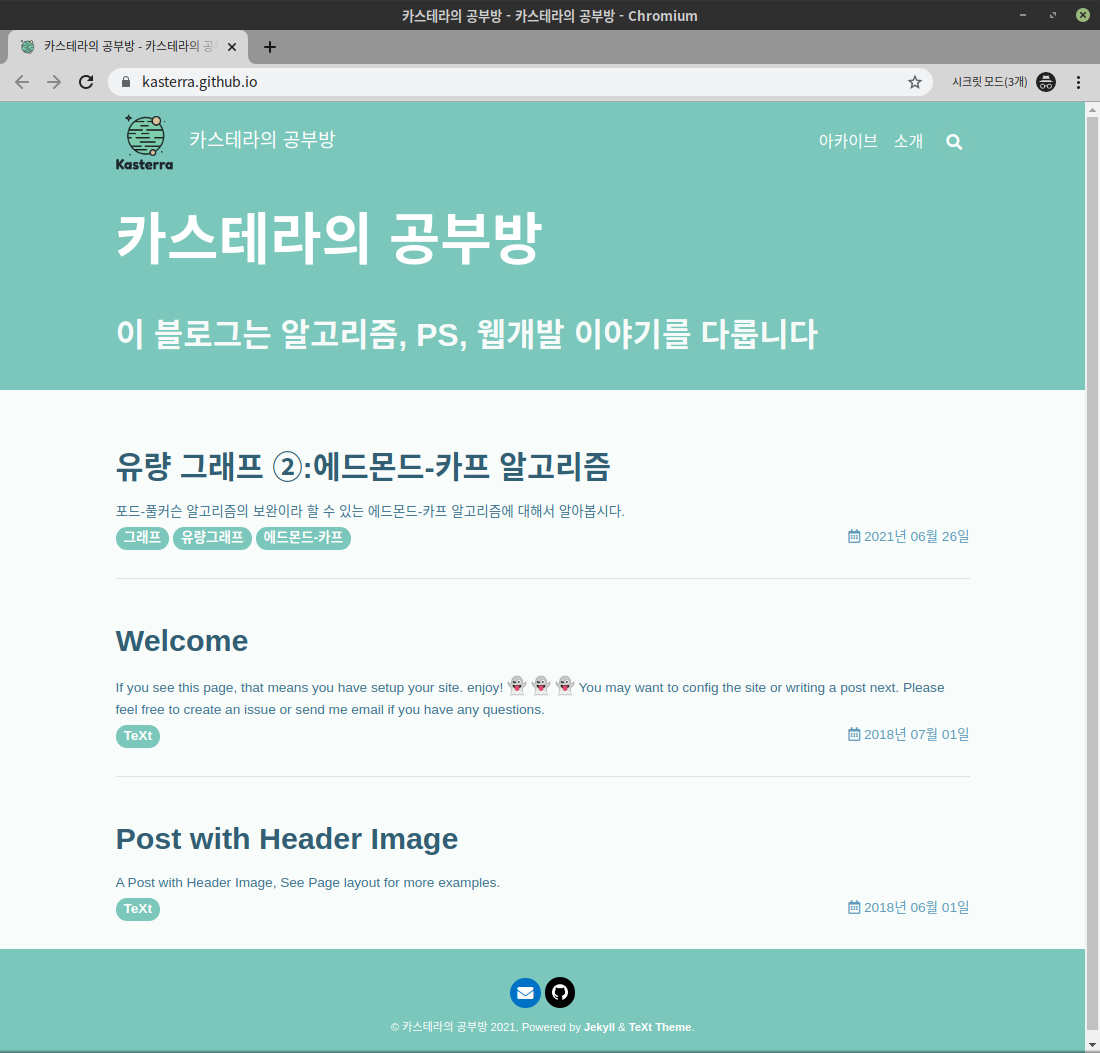 카스테라의 공부방 - 카스테라의 공부방 - Chromium
카스테라의 공부방 - 카스테라의 공
kasterra.github.io
시크릿 모드(3개)
Kasterra
카스테라의 공부방
아카이브 소개
카스테라의 공부방
이 블로그는 알고리즘, PS, 웹개발 이야기를 다룹니다
유량 그래프 ②:에드몬드-카프 알고리즘
포드-풀커슨 알고리즘의 보완이라 할 수 있는 에드몬드-카프 알고리즘에 대해서 알아봅시다.
그래프 유량그래프 에드몬드-카프
2021년 06월 26일
Welcome
If you see this page, that means you have setup your site. enjoy! 👻 👻 👻 You may want to config the site or writing a post next. Please
feel free to create an issue or send me email if you have any questions.
TeXt
2018년 07월 01일
Post with Header Image
A Post with Header Image, See Page layout for more examples.
TeXt
2018년 06월 01일
© 카스테라의 공부방 2021, Powered by Jekyll & TeXt Theme.